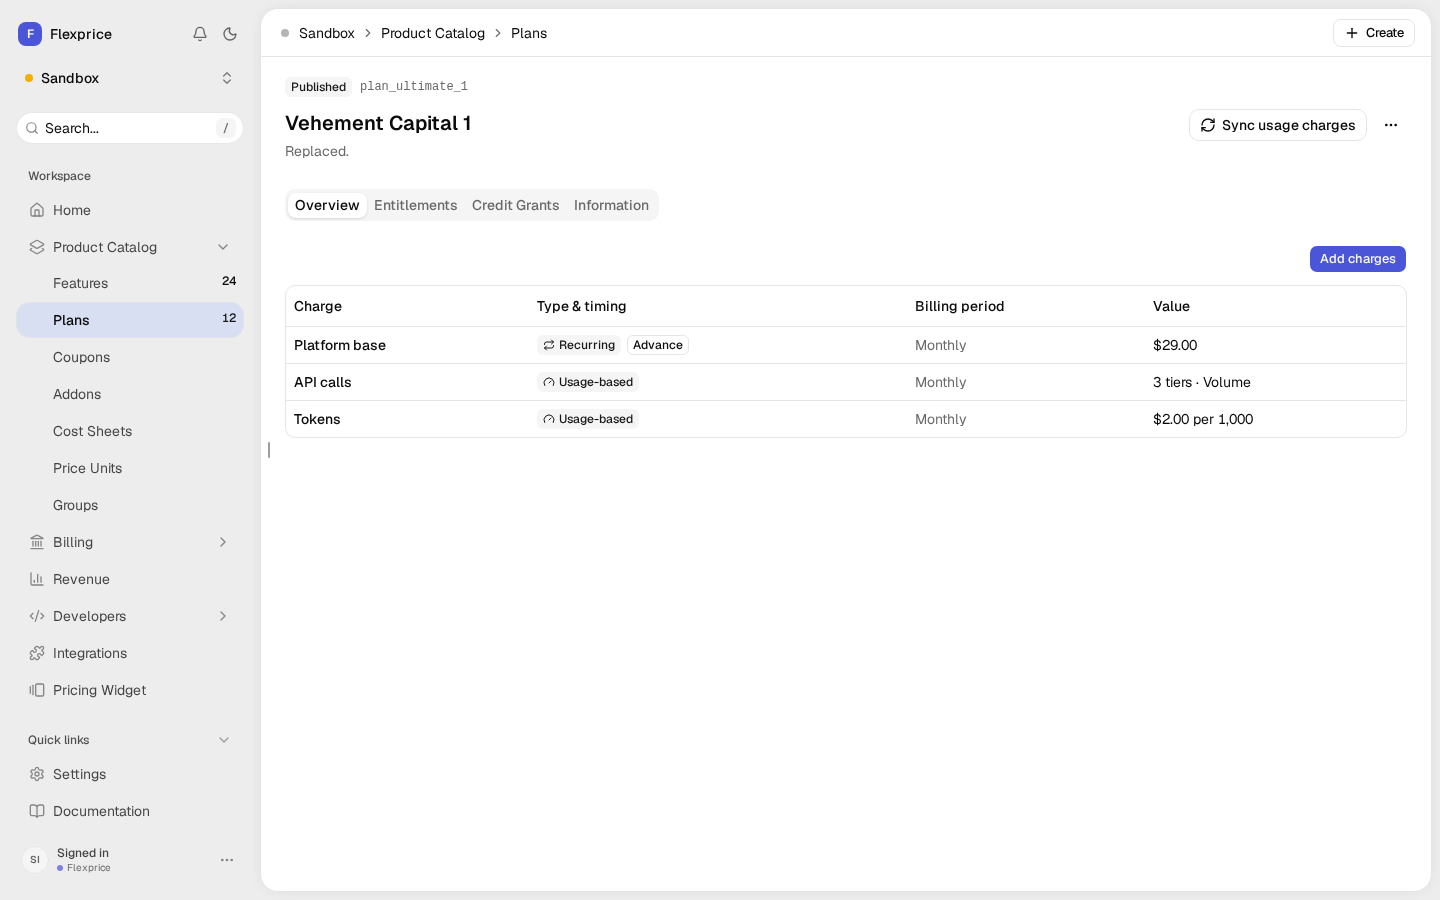 F Flexprice
Sandbox
Search... /
Workspace
Home
Product Catalog
Features 24
Plans 12
Coupons
Addons
Cost Sheets
Price Units
Groups
Billing
Revenue
Developers
Integrations
Pricing Widget
Quick links
Settings
Documentation
SI Signed in
Flexprice
Sandbox Product Catalog Plans
Create
Published plan_ultimate_1
Vehement Capital 1
Replaced.
Sync usage charges
Overview Entitlements Credit Grants Information
Add charges
Charge Type & timing Billing period Value
Platform base Recurring Advance Monthly $29.00
API calls Usage-based Monthly 3 tiers · Volume
Tokens Usage-based Monthly $2.00 per 1,000